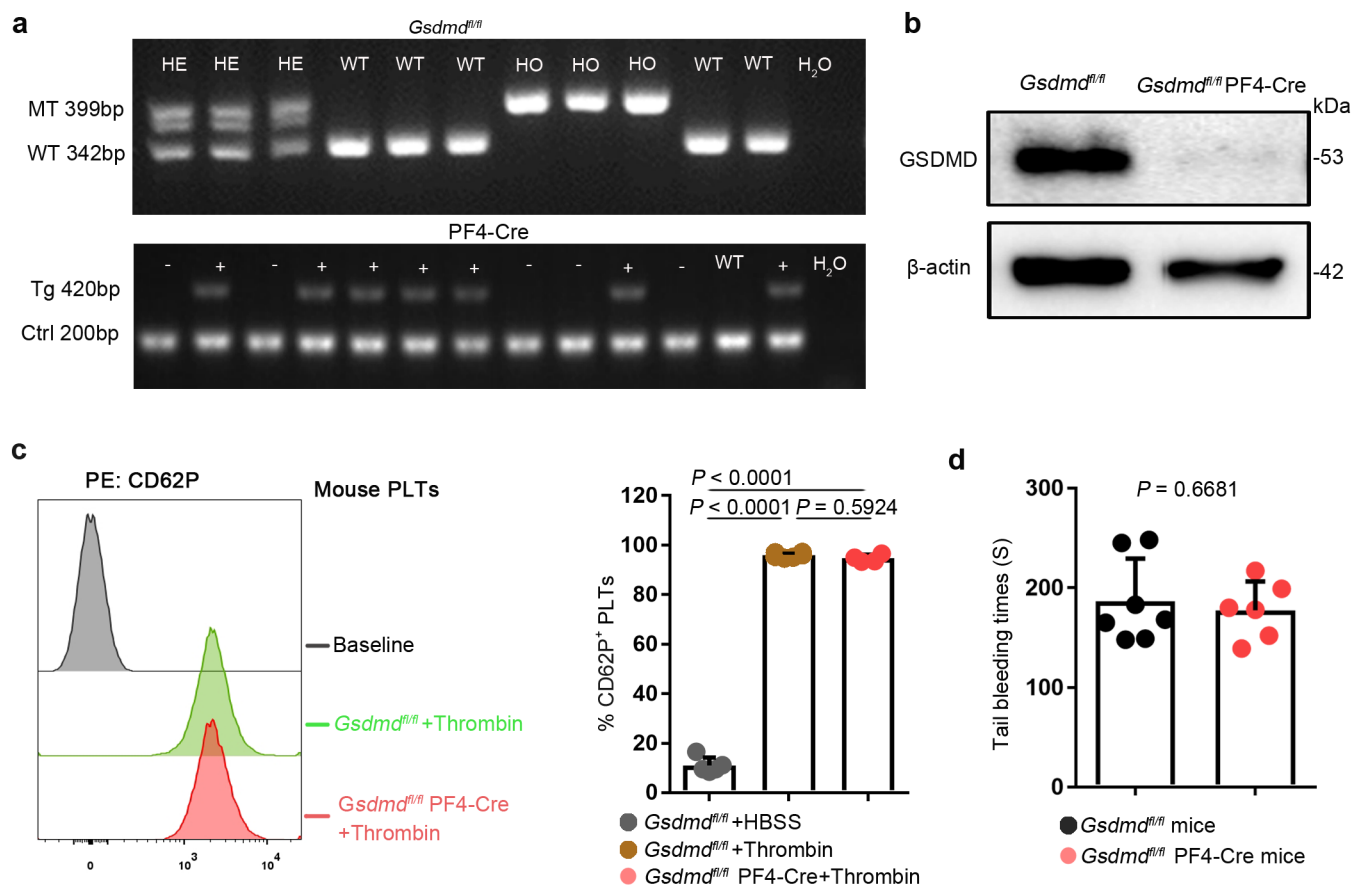 a
Gsdmdfl/fl
HE HE HE WT WT WT HO HO HO WT WT H2O
MT 399bp
WT 342bp
PF4-Cre
- + - + + + + - - + - WT + H2O
Tg 420bp
Ctrl 200bp
b
Gsdmdfl/fl Gsdmdfl/fl PF4-Cre
kDa
GSDMD
-53
β-actin
-42
c
PE: CD62P
Mouse PLTs
Baseline
Gsdmdfl/fl +Thrombin
Gsdmdfl/fl PF4-Cre
+Thrombin
0 10^3 10^4
% CD62P+ PLTs
120
100
80
60
40
20
0
P < 0.0001
P < 0.0001 P = 0.5924
Gsdmdfl/fl +HBSS
Gsdmdfl/fl +Thrombin
Gsdmdfl/fl PF4-Cre+Thrombin
d
Tail bleeding times (S)
300
200
100
0
P = 0.6681
Gsdmdfl/fl mice
Gsdmdfl/fl PF4-Cre mice